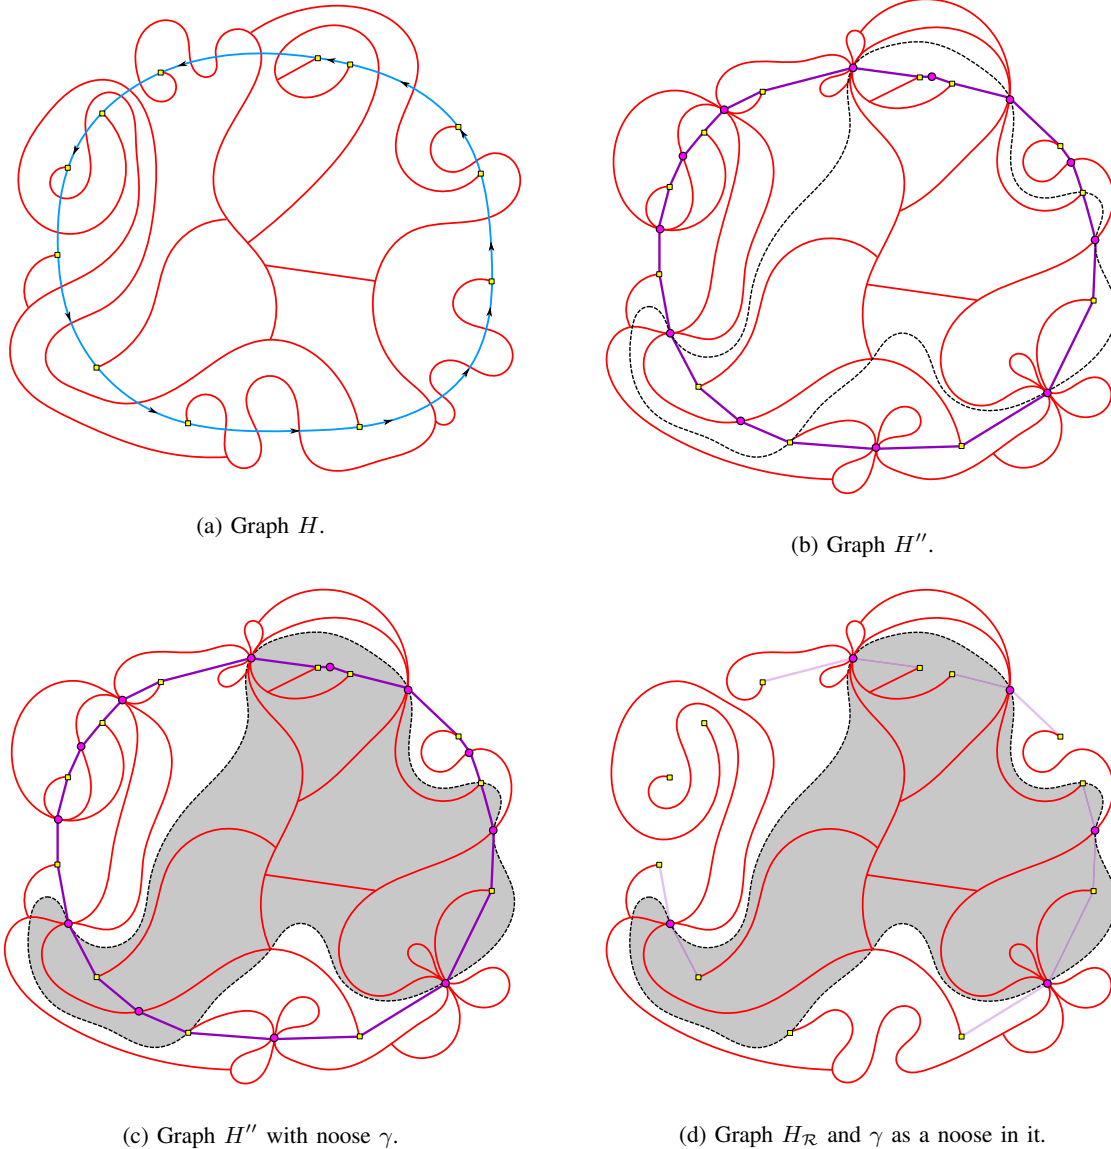 (a) Graph H.
(b) Graph H′′.
(c) Graph H′′ with noose γ.
(d) Graph H_ℛ and γ as a noose in it.